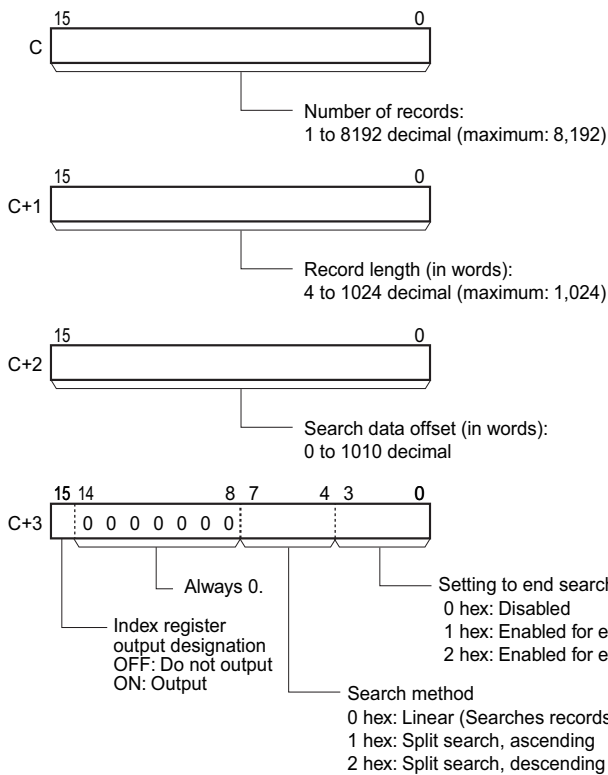 15 0
C
Number of records:
1 to 8192 decimal (maximum: 8,192)
15 0
C+1
Record length (in words):
4 to 1024 decimal (maximum: 1,024)
15 0
C+2
Search data offset (in words):
0 to 1010 decimal
15 14 8 7 4 3 0
C+3 0 0 0 0 0 0 0
Always 0.
Index register
output designation
OFF: Do not output
ON: Output
Setting to end search
0 hex: Disabled
1 hex: Enabled for
2 hex: Enabled for
Search method
0 hex: Linear (Searches records
1 hex: Split search, ascending
2 hex: Split search, descending